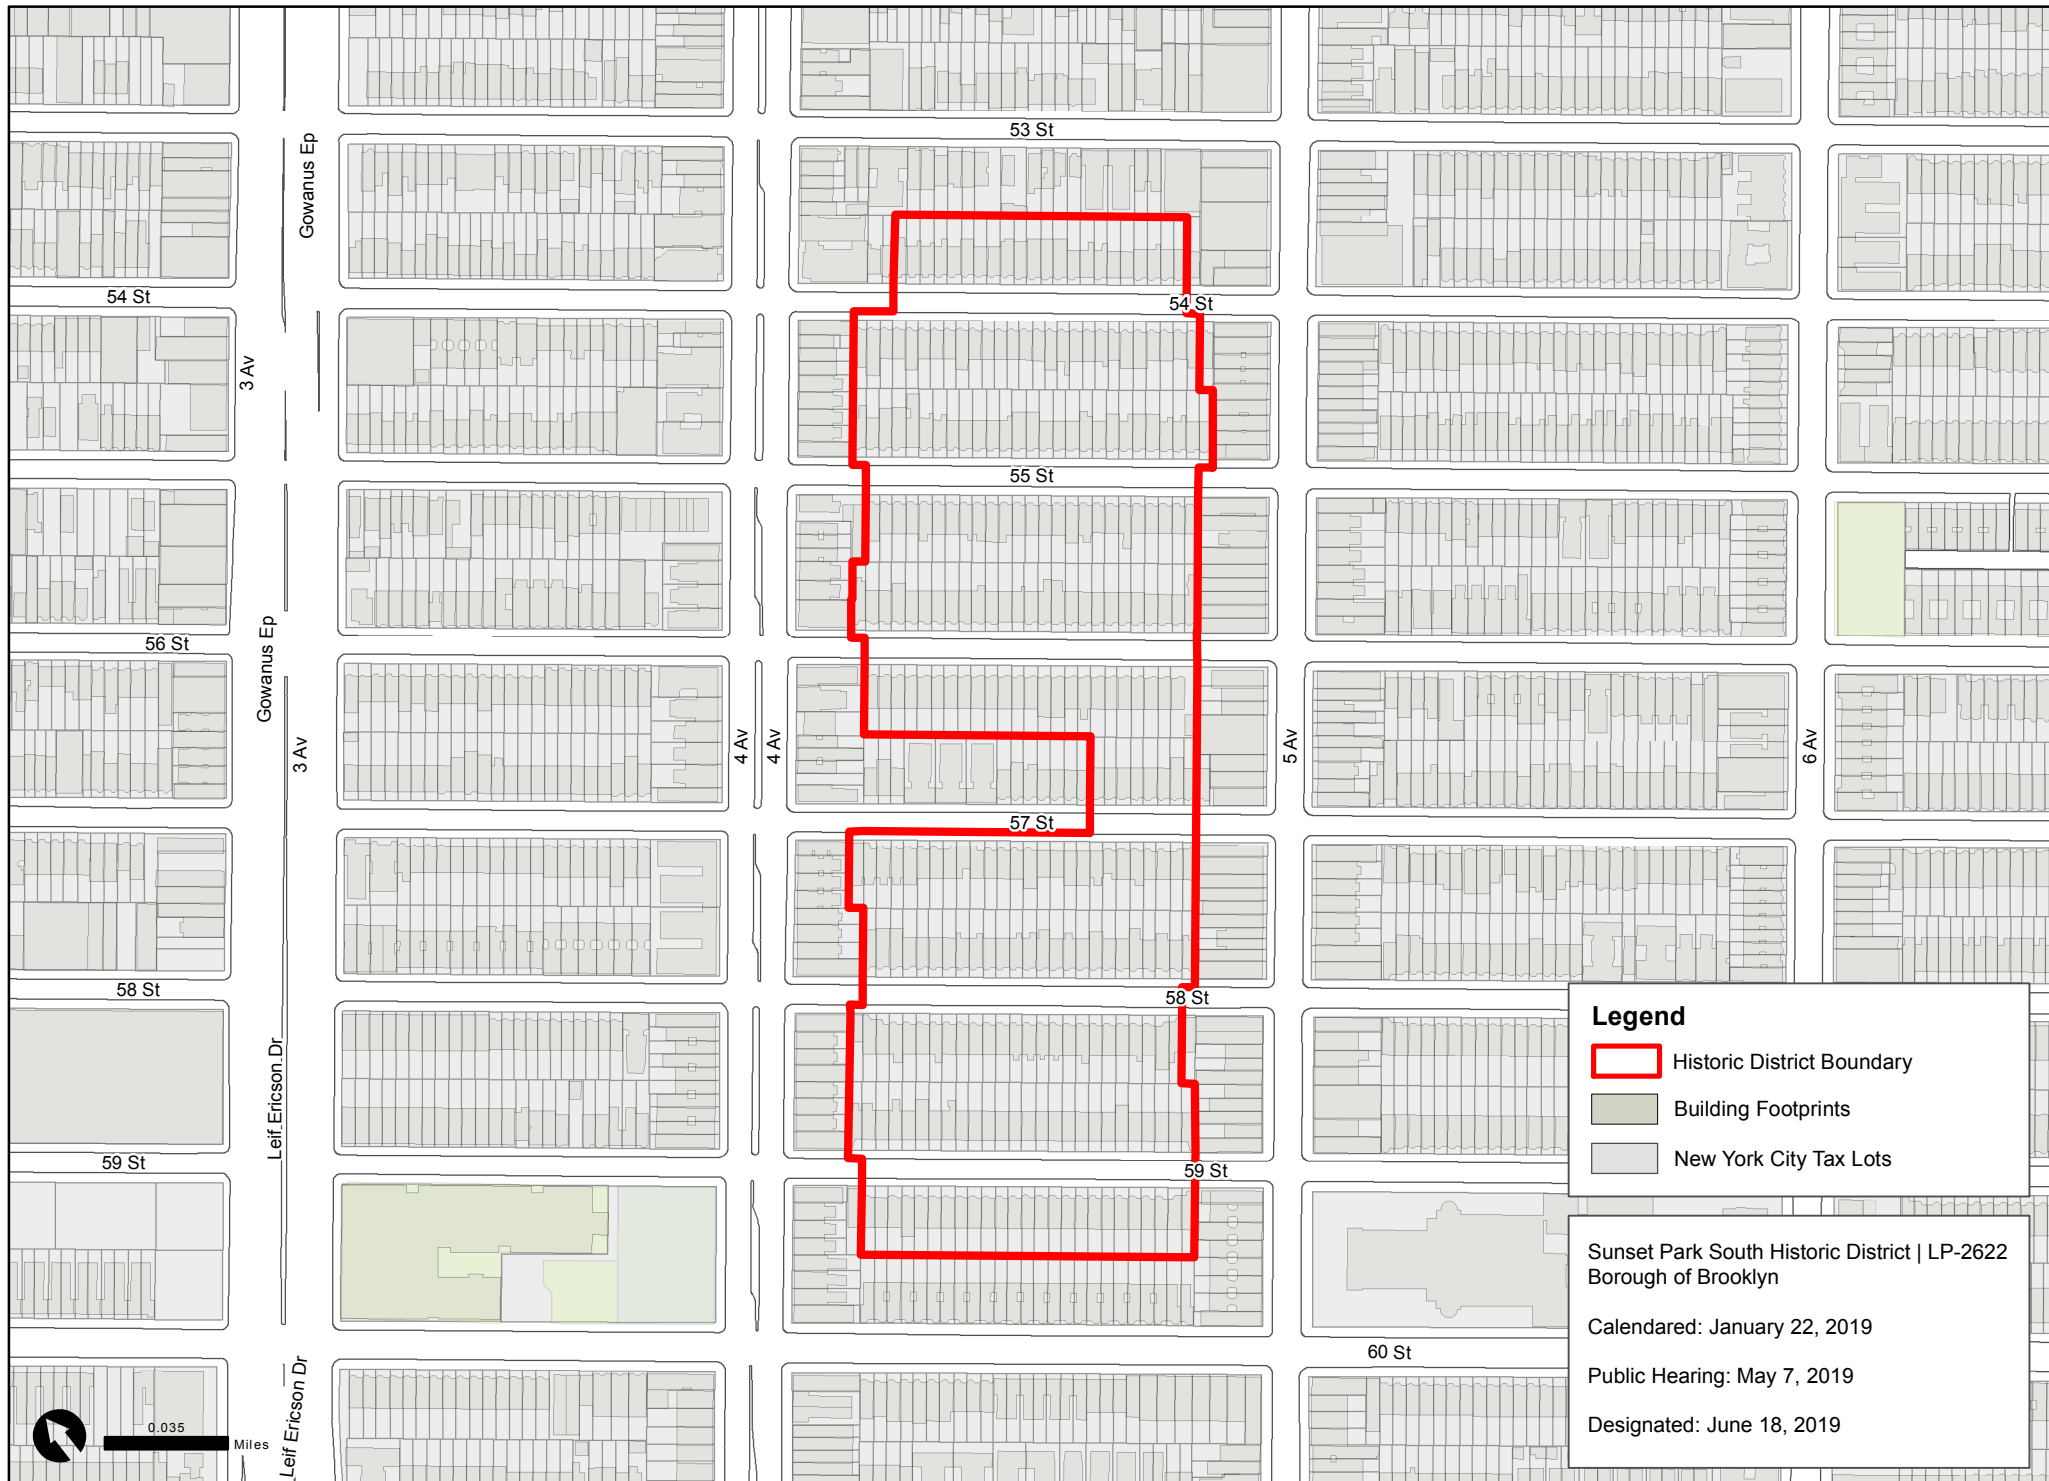 53 St
Gowanus Ep
54 St
54 St
3 Av
55 St
Gowanus Ep
56 St
3 Av
4 Av
4 Av
5 Av
6 Av
57 St
58 St
58 St
Leif Ericson Dr
59 St
59 St
60 St
Leif Ericson Dr
0.035
Miles
Legend
Historic District Boundary
Building Footprints
New York City Tax Lots
Sunset Park South Historic District | LP-2622
Borough of Brooklyn
Calendared: January 22, 2019
Public Hearing: May 7, 2019
Designated: June 18, 2019